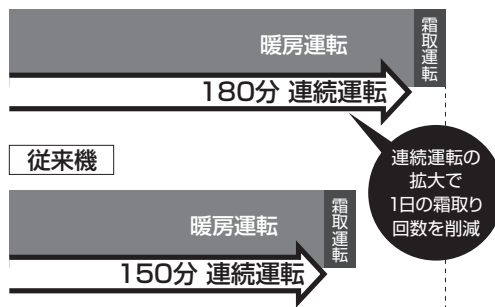 暖房運転
霜取運転
180分 連続運転
従来機
連続運転の
拡大で
1日の霜取り
回数を削減
暖房運転
霜取運転
150分 連続運転